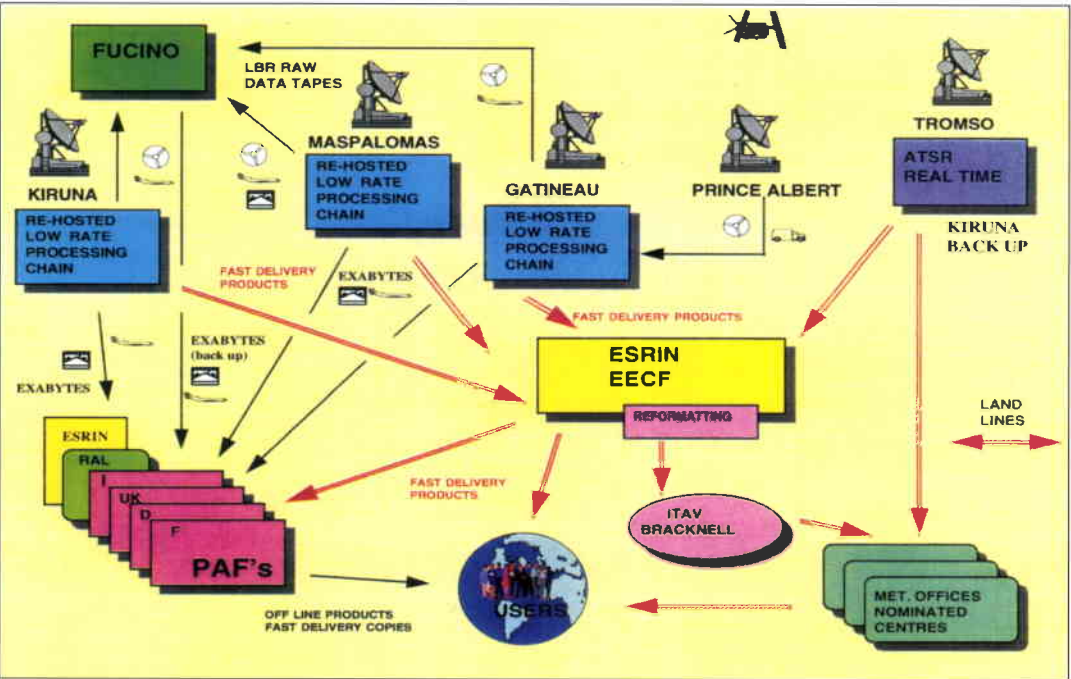 FUCINO
LBR RAW
DATA TAPES
MASPALOMAS
RE-HOSTED
LOW RATE
PROCESSING
CHAIN
KIRUNA
RE-HOSTED
LOW RATE
PROCESSING
CHAIN
GATINEAU
RE-HOSTED
LOW RATE
PROCESSING
CHAIN
PRINCE ALBERT
TROMSO
ATSR
REAL TIME
KIRUNA
BACK UP
FAST DELIVERY
PRODUCTS
EXABYTES
FAST DELIVERY PRODUCTS
EXABYTES
(back up)
EXABYTES
ESRIN
EECF
REFORMATTING
LAND
LINES
ESRIN
RAL
I
UK
D
F
PAF's
FAST DELIVERY
PRODUCTS
ITAV
BRACKNELL
USERS
OFF LINE PRODUCTS
FAST DELIVERY COPIES
MET. OFFICES
NOMINATED
CENTRES